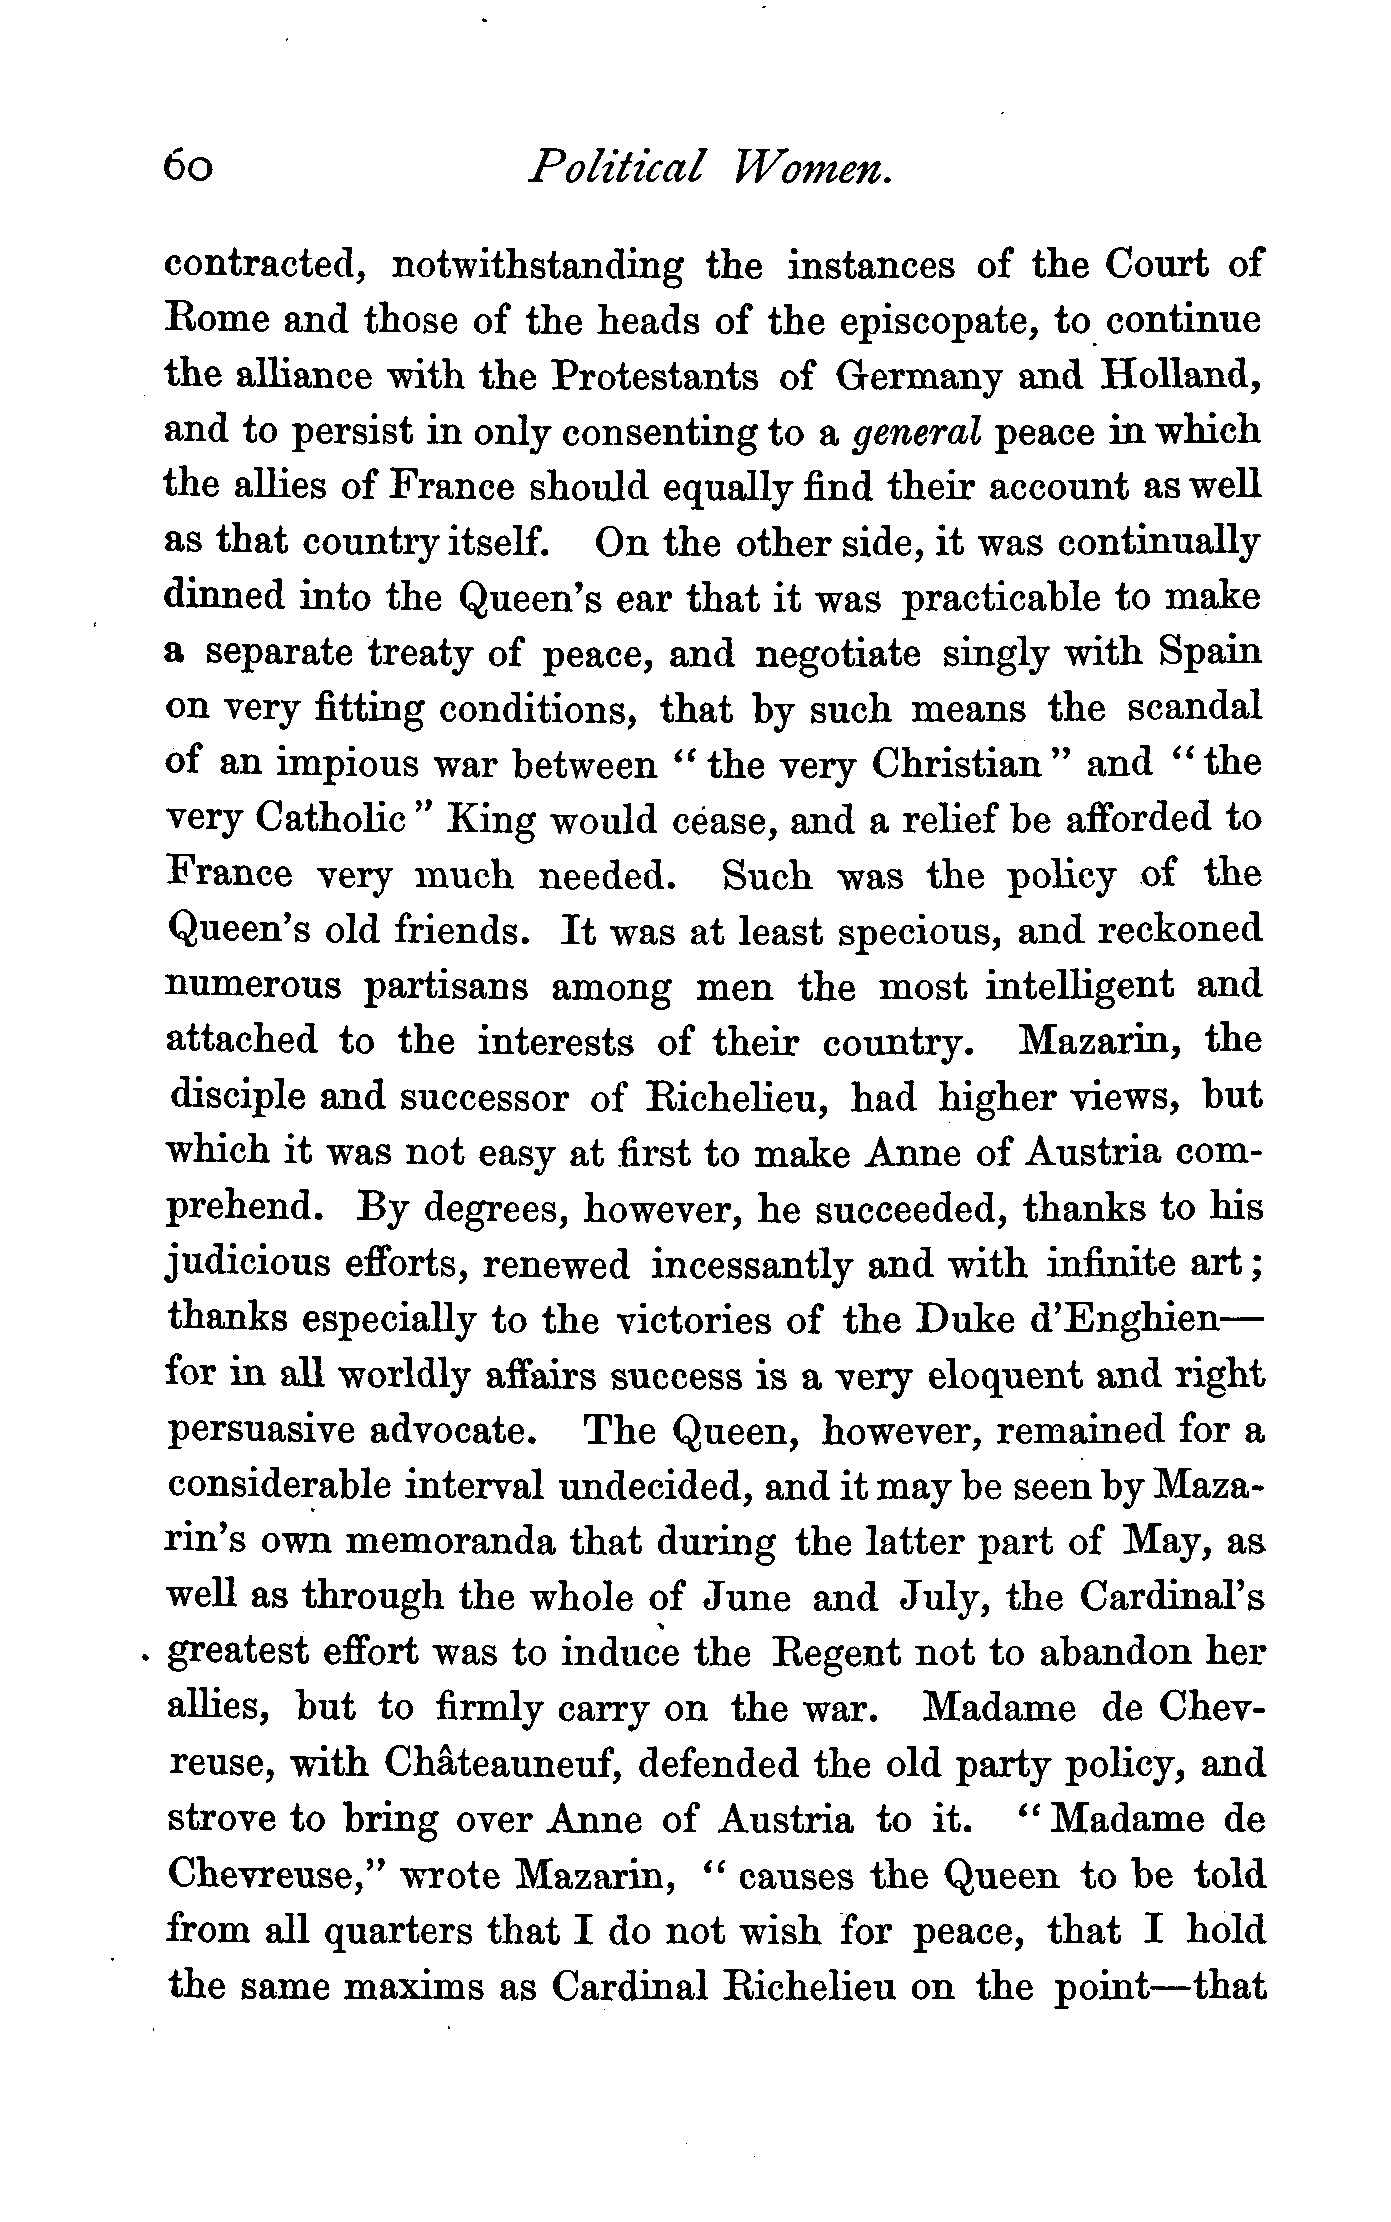 60 Political Women.
contracted, notwithstanding the instances of the Court of
Rome and those of the heads of the episcopate, to continue
the alliance with the Protestants of Germany and Holland,
and to persist in only consenting to a general peace in which
the allies of France should equally find their account as well
as that country itself. On the other side, it was continually
dinned into the Queen's ear that it was practicable to make
a separate treaty of peace, and negotiate singly with Spain
on very fitting conditions, that by such means the scandal
of an impious war between “ the very Christian ” and “ the
very Catholic ” King would cease, and a relief be afforded to
France very much needed. Such was the policy of the
Queen's old friends. It was at least specious, and reckoned
numerous partisans among men the most intelligent and
attached to the interests of their country. Mazarin, the
disciple and successor of Richelieu, had higher views, but
which it was not easy at first to make Anne of Austria com-
prehend. By degrees, however, he succeeded, thanks to his
judicious efforts, renewed incessantly and with infinite art ;
thanks especially to the victories of the Duke d'Enghien—
for in all worldly affairs success is a very eloquent and right
persuasive advocate. The Queen, however, remained for a
considerable interval undecided, and it may be seen by Maza-
rin's own memoranda that during the latter part of May, as
well as through the whole of June and July, the Cardinal's
greatest effort was to induce the Regent not to abandon her
allies, but to firmly carry on the war. Madame de Chev-
reuse, with Châteauneuf, defended the old party policy, and
strove to bring over Anne of Austria to it. “ Madame de
Chevreuse,” wrote Mazarin, “ causes the Queen to be told
from all quarters that I do not wish for peace, that I hold
the same maxims as Cardinal Richelieu on the point—that